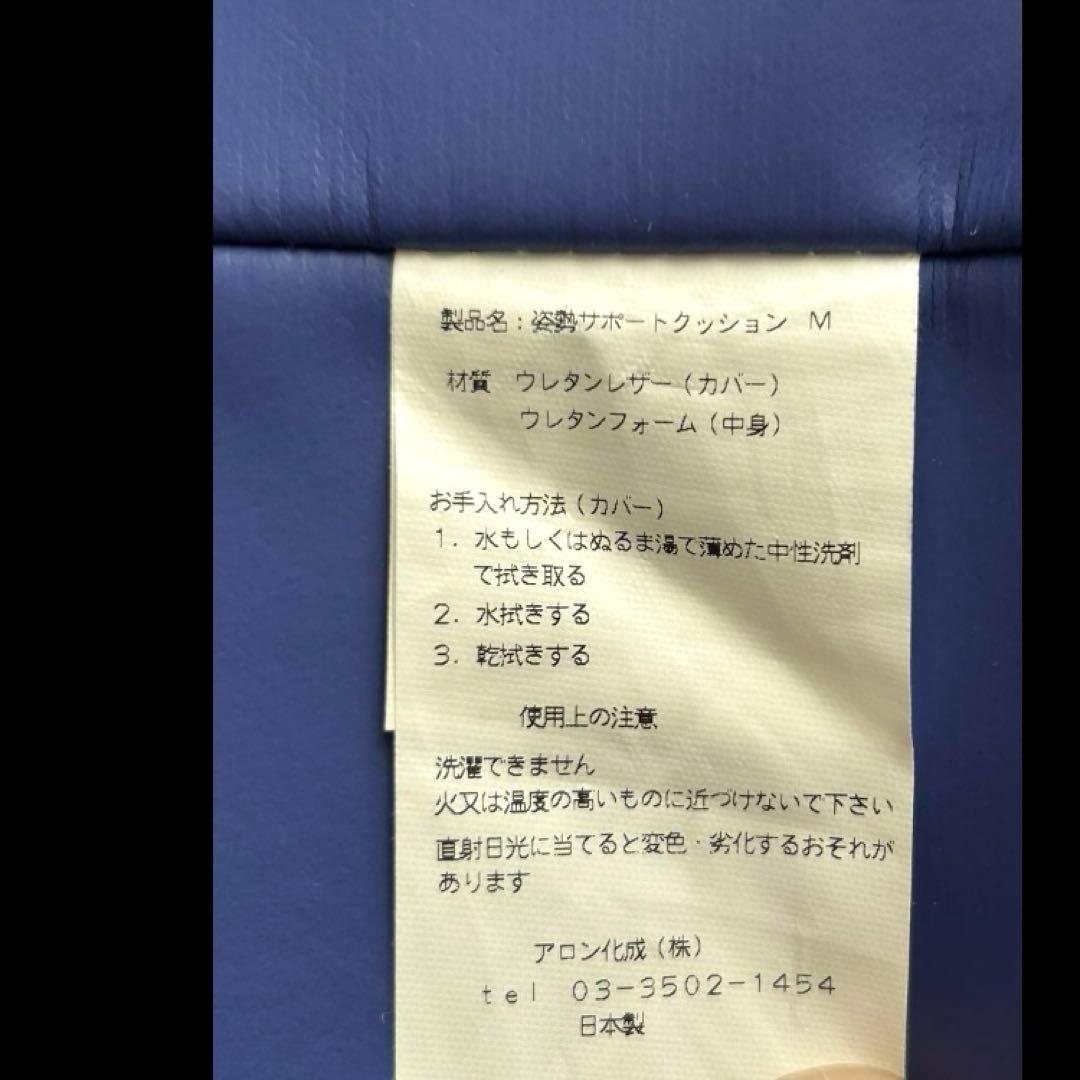 製品名：姿勢サポートクッション　M
材質　ウレタンレザー（カバー）
ウレタンフォーム（中身）
お手入れ方法（カバー）
1．水もしくはぬるま湯で薄めた中性洗剤
で拭き取る
2．水拭きする
3．乾拭きする
使用上の注意
洗濯できません
火又は温度の高いものに近づけないで下さい
直射日光に当てると変色・劣化するおそれが
あります
アロン化成（株）
tel　03-3502-1454
日本製